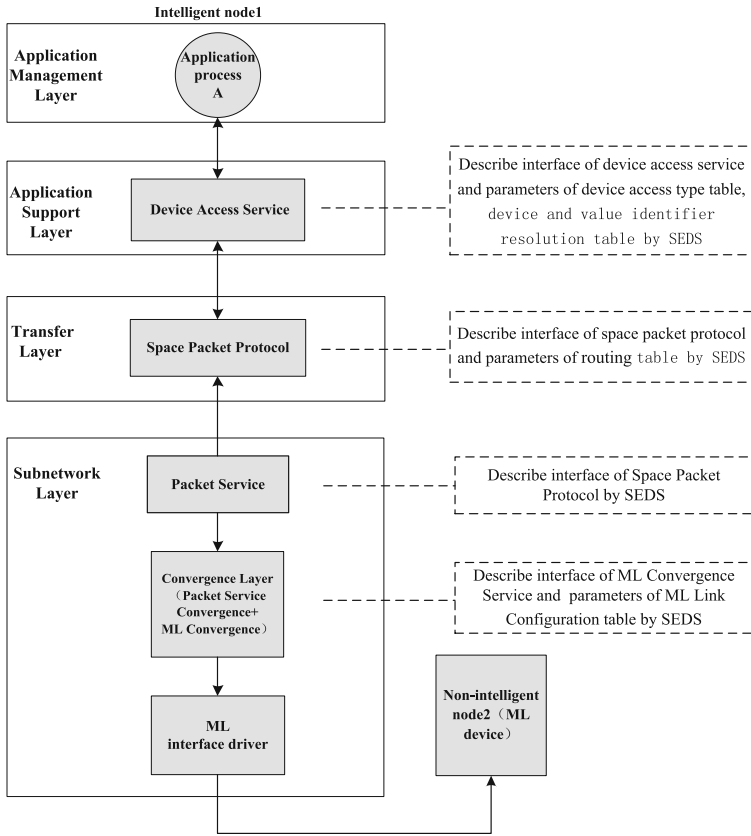 Intelligent node1
Application
Management
Layer
Application
process
A
Application
Support
Layer
Device Access Service
Describe interface of device access service
and parameters of device access type table,
device and value identifier
resolution table by SEDS
Transfer
Layer
Space Packet Protocol
Describe interface of space packet protocol
and parameters of routing table by SEDS
Subnetwork
Layer
Packet Service
Describe interface of Space Packet
Protocol by SEDS
Convergence Layer
（Packet Service
Convergence+
ML Convergence）
Describe interface of ML Convergence
Service and parameters of ML Link
Configuration table by SEDS
ML
interface driver
Non-intelligent
node2（ML
device）